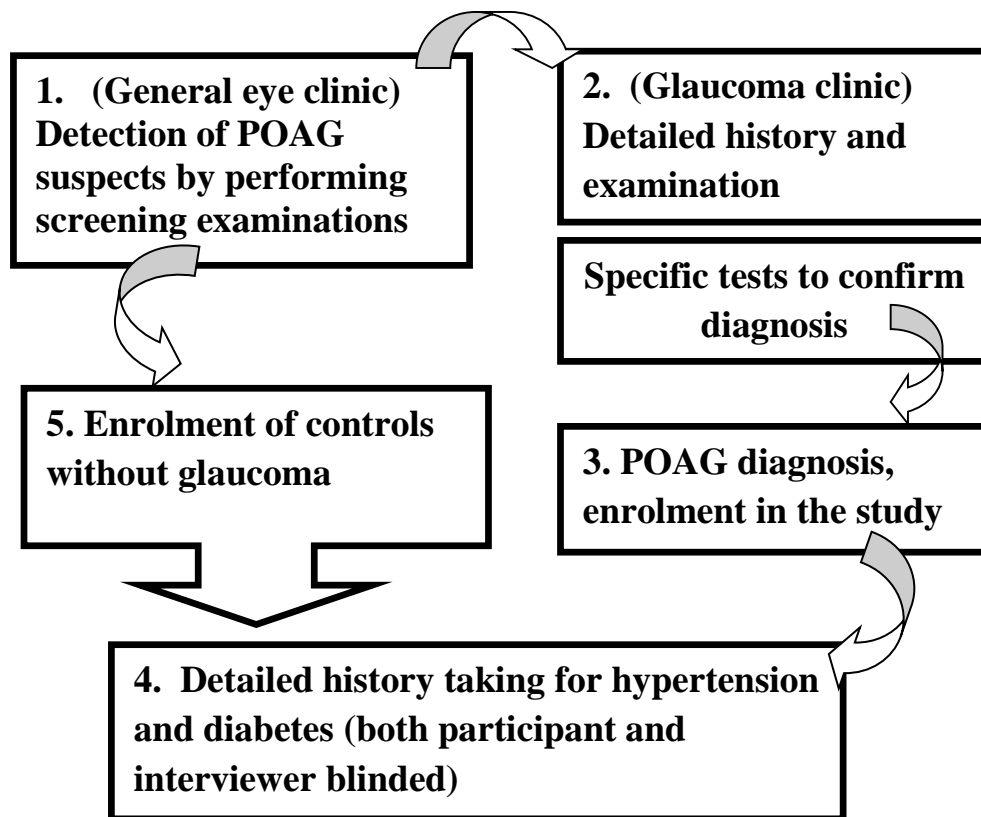 1. (General eye clinic)
Detection of POAG
suspects by performing
screening examinations
2. (Glaucoma clinic)
Detailed history and
examination
Specific tests to confirm
diagnosis
3. POAG diagnosis,
enrolment in the study
5. Enrolment of controls
without glaucoma
4. Detailed history taking for hypertension
and diabetes (both participant and
interviewer blinded)